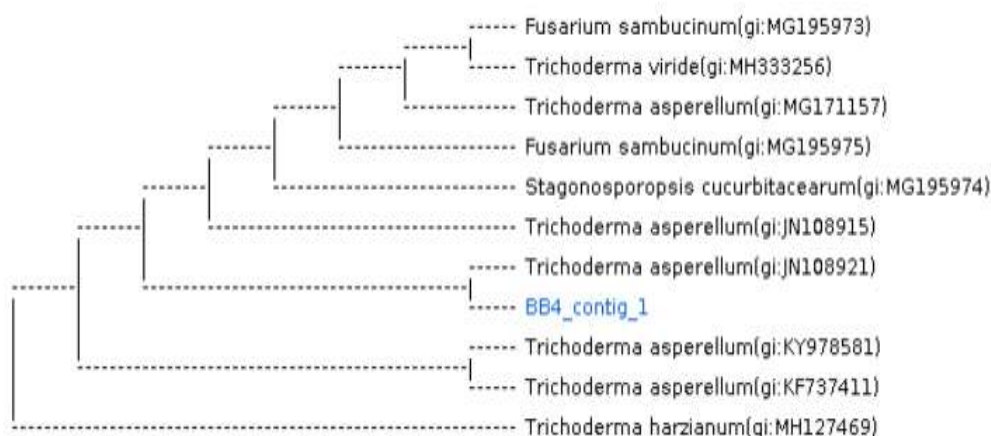 Fusarium sambucinum(gi:MG195973)
Trichoderma viride(gi:MH333256)
Trichoderma asperellum(gi:MG171157)
Fusarium sambucinum(gi:MG195975)
Stagonosporopsis cucurbitacearum(gi:MG195974)
Trichoderma asperellum(gi:JN108915)
Trichoderma asperellum(gi:JN108921)
BB4_contig_1
Trichoderma asperellum(gi:KY978581)
Trichoderma asperellum(gi:KF737411)
Trichoderma harzianum(gi:MH127469)